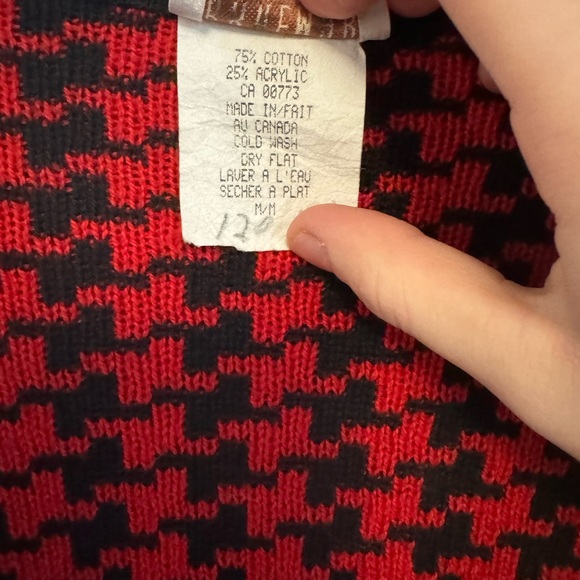 75% COTTON
25% ACRYLIC
CA 00773
MADE IN/FAIT
AU CANADA
COLD WASH
DRY FLAT
LAVER A L'EAU
SECHER A PLAT
M/M